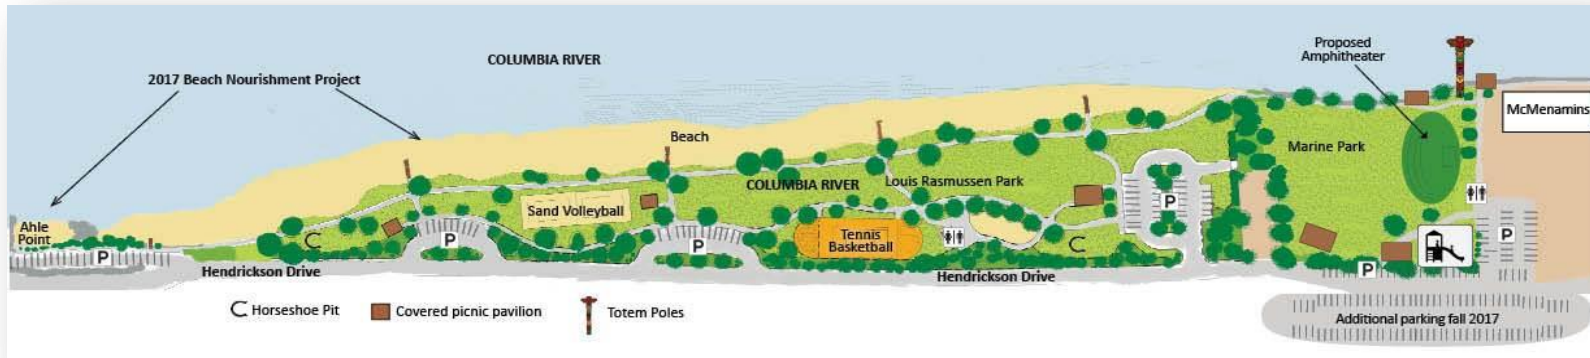 COLUMBIA RIVER
2017 Beach Nourishment Project
Proposed
Amphitheater
McMenamins
Beach
Marine Park
COLUMBIA RIVER
Louis Rasmussen Park
Sand Volleyball
Ahle
Point
P
P
P
Tennis
Basketball
P
P
P
Hendrickson Drive
Hendrickson Drive
Horseshoe Pit
Covered picnic pavilion
Totem Poles
Additional parking fall 2017